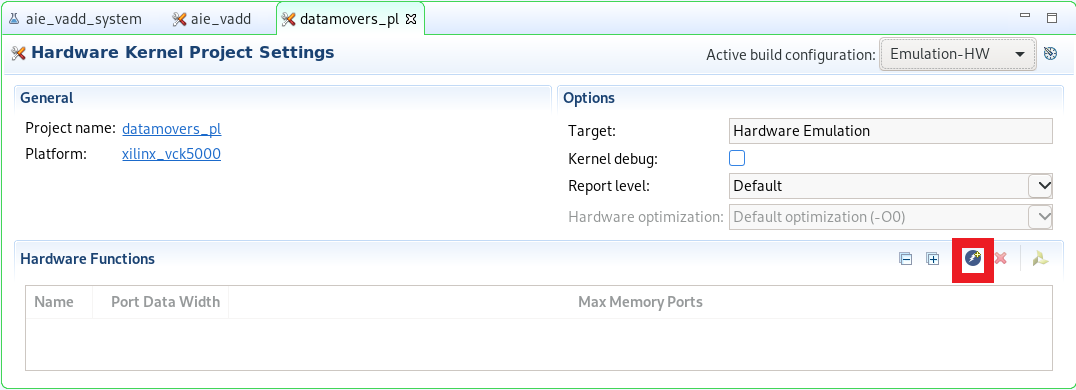 aie_vadd_system aie_vadd datamovers_pl
Hardware Kernel Project Settings Active build configuration: Emulation-HW
General
Project name: datamovers_pl
Platform: xilinx_vck5000
Options
Target: Hardware Emulation
Kernel debug:
Report level: Default
Hardware optimization: Default optimization (-O0)
Hardware Functions
Name Port Data Width Max Memory Ports